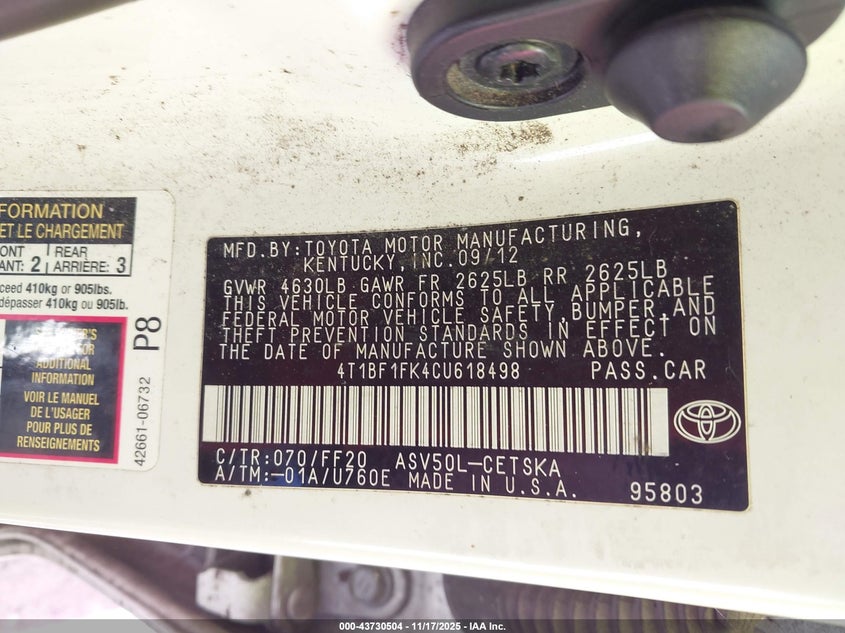 FORMATION
ET LE CHARGEMENT
ONT
ANT: 2
REAR
ARRIÈRE: 3
ceed 410kg or 905lbs.
dépasser 410kg ou 905lb.
ADDITIONAL
INFORMATION
VOIR LE MANUEL
DE L'USAGER
POUR PLUS DE
RENSEIGNEMENTS
P8
42661-06732
MFD.BY:TOYOTA MOTOR MANUFACTURING,
KENTUCKY, INC.09/12
GVWR 4630LB GAWR FR 2625LB RR 2625LB
THIS VEHICLE CONFORMS TO ALL APPLICABLE
FEDERAL MOTOR VEHICLE SAFETY,BUMPER,AND
THEFT PREVENTION STANDARDS IN EFFECT ON
THE DATE OF MANUFACTURE SHOWN ABOVE.
4T1BF1FK4CU618498 PASS.CAR
C/TR:070/FF20 ASV50L-CETSKA
A/TM:-01A/U760E MADE IN U.S.A. 95803
000-43730504 — 11/17/2025 — IAA Inc.